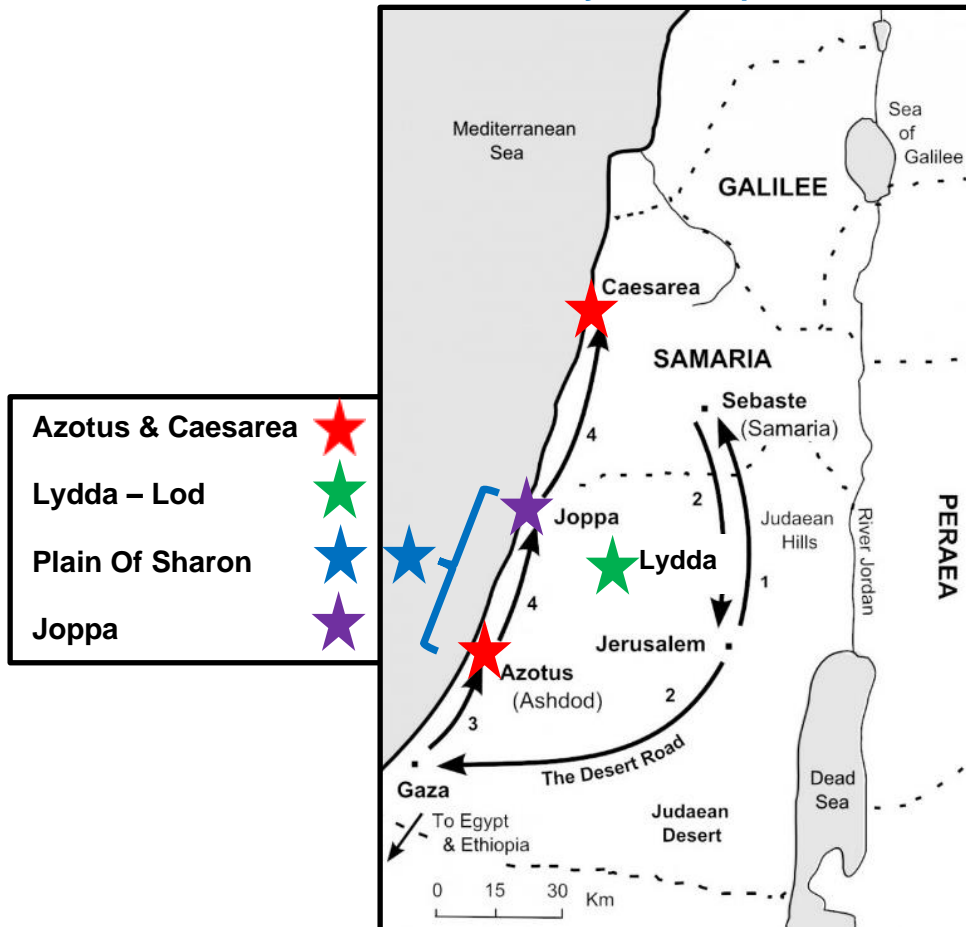 Azotus & Caesarea
Lydda – Lod
Plain Of Sharon
Joppa
Mediterranean
Sea
Sea
of
Galilee
GALILEE
Caesarea
SAMARIA
Sebaste
(Samaria)
4
2
Joppa
Judaean
Hills
River Jordan
PERAEA
Lydda
1
4
Jerusalem
Azotus
(Ashdod)
2
3
The Desert Road
Gaza
Dead
Sea
To Egypt
& Ethiopia
Judaean
Desert
0 15 30 Km